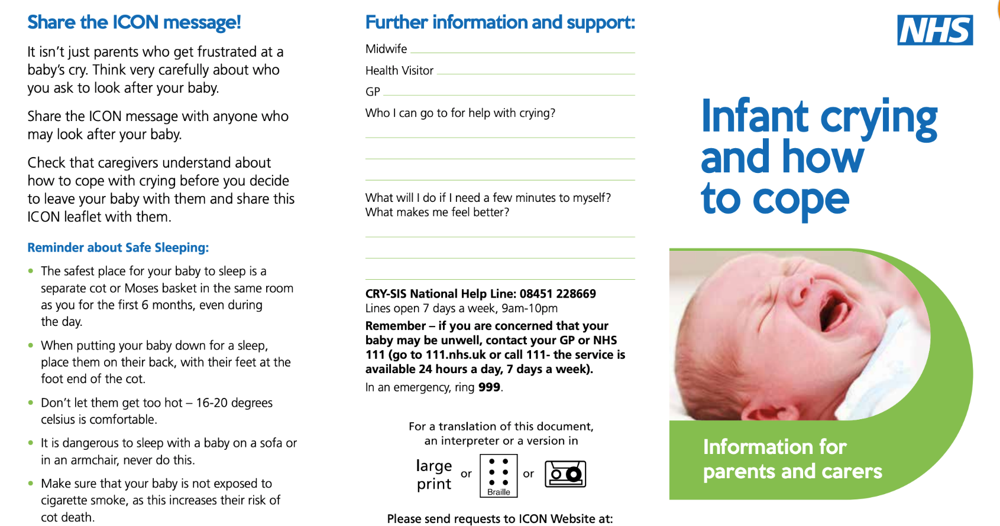 Share the ICON message!
It isn't just parents who get frustrated at a
baby's cry. Think very carefully about who
you ask to look after your baby.
Share the ICON message with anyone who
may look after your baby.
Check that caregivers understand about
how to cope with crying before you decide
to leave your baby with them and share this
ICON leaflet with them.
Reminder about Safe Sleeping:
• The safest place for your baby to sleep is a
separate cot or Moses basket in the same room
as you for the first 6 months, even during
the day.
• When putting your baby down for a sleep,
place them on their back, with their feet at the
foot end of the cot.
• Don't let them get too hot – 16-20 degrees
celsius is comfortable.
• It is dangerous to sleep with a baby on a sofa or
in an armchair, never do this.
• Make sure that your baby is not exposed to
cigarette smoke, as this increases their risk of
cot death.
Further information and support:
Midwife
Health Visitor
GP
Who I can go to for help with crying?
What will I do if I need a few minutes to myself?
What makes me feel better?
CRY-SIS National Help Line: 08451 228669
Lines open 7 days a week, 9am-10pm
Remember – if you are concerned that your
baby may be unwell, contact your GP or NHS
111 (go to 111.nhs.uk or call 111- the service is
available 24 hours a day, 7 days a week).
In an emergency, ring 999.
For a translation of this document,
an interpreter or a version in
large
print
or
Braille
or
Please send requests to ICON Website at:
NHS
Infant crying
and how
to cope
Information for
parents and carers